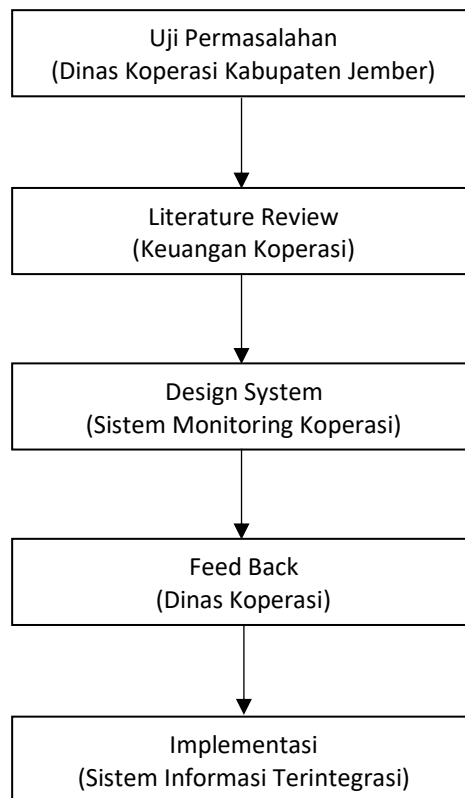 Uji Permasalahan
(Dinas Koperasi Kabupaten Jember)
Literature Review
(Keuangan Koperasi)
Design System
(Sistem Monitoring Koperasi)
Feed Back
(Dinas Koperasi)
Implementasi
(Sistem Informasi Terintegrasi)